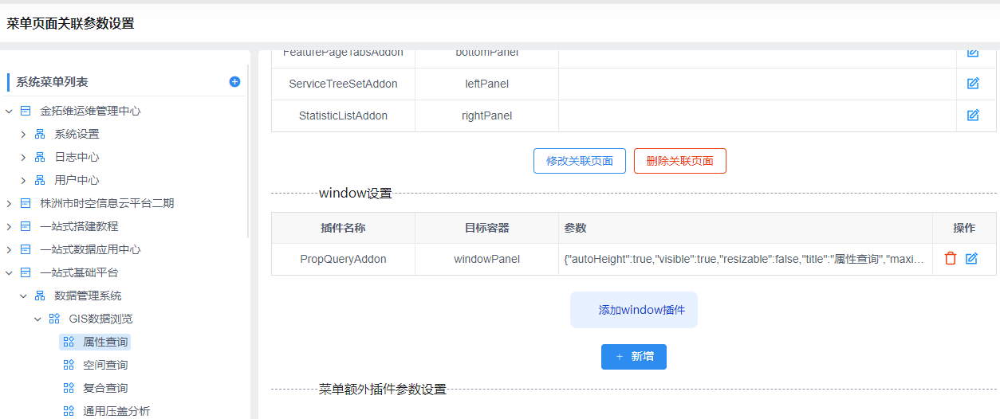 菜单页面关联参数设置
系统菜单列表
金拓维运维管理中心
系统设置
日志中心
用户中心
株洲市时空信息云平台二期
一站式搭建教程
一站式数据应用中心
一站式基础平台
数据管理系统
GIS数据浏览
属性查询
空间查询
复合查询
通用压盖分析
FeaturePageTabsAddon bottomPanel
ServiceTreeSetAddon leftPanel
StatisticListAddon rightPanel
修改关联页面 删除关联页面
window设置
插件名称 目标容器 参数 操作
PropQueryAddon windowPanel {"autoHeight":true,"visible":true,"resizable":false,"title":"属性查询","maxi...
添加window插件
+ 新增
菜单额外插件参数设置